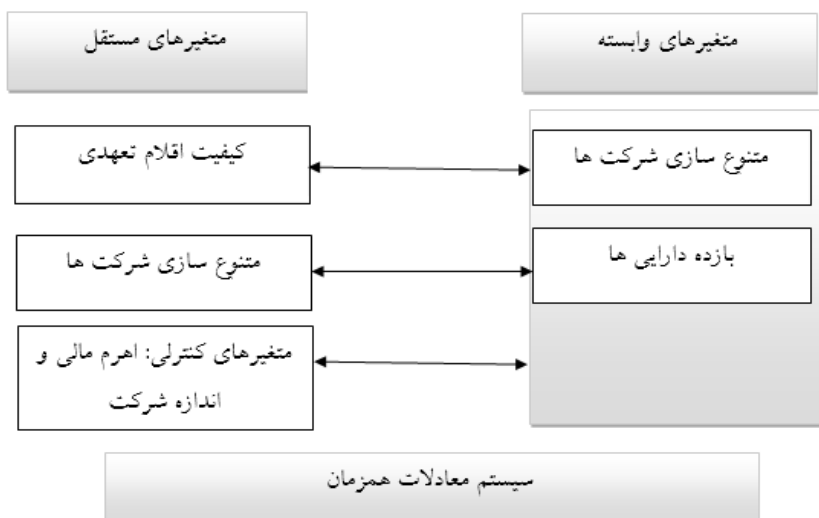 متغیرهای وابسته
متغیرهای مستقل
متنوع سازی شرکت ها
کیفیت اقلام تعهدی
بازده دارایی ها
متنوع سازی شرکت ها
متغیرهای کنترلی: اهرم مالی و
اندازه شرکت
سیستم معادلات همزمان